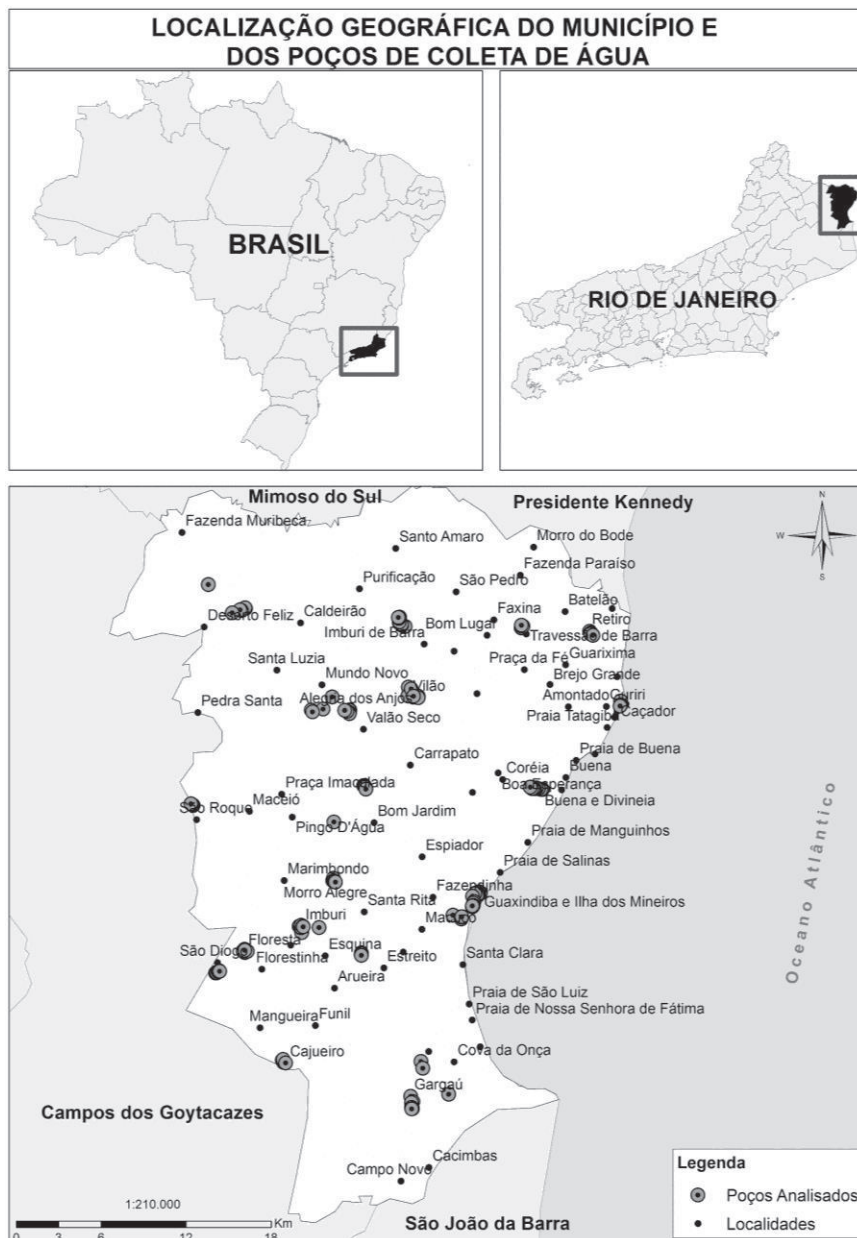 LOCALIZAÇÃO GEOGRÁFICA DO MUNICÍPIO E
DOS POÇOS DE COLETA DE ÁGUA
BRASIL
RIO DE JANEIRO
Mimoso do Sul
Presidente Kennedy
Fazenda Muribeca
Santo Amaro
Morro do Bode
N
W
S
Fazenda Paraíso
Purificação
São Pedro
Batelão
Deserto Feliz
Caldeirão
Faxina
Retiro
Imburi de Barra
Bom Lugar
Travessão de Barra
Guarixima
Santa Luzia
Praça da Fé
Mundo Novo
Vilão
Brejo Grande
Pedra Santa
Alegria dos Anjos
Amontado
Guriri
Valão Seco
Praia Tatagiba
Caçador
Praia de Buena
Carrapato
Coréia
Buena
Praça Imaculada
Boa Esperança
Maceió
Buena e Divineia
São Roque
Pingo D'Água
Bom Jardim
Praia de Manguinhos
Espiador
Praia de Salinas
Marimbondo
Morro Alegre
Fazendinha
Santa Rita
Guaxindiba e Ilha dos Mineiros
Imburi
Floresta
São Diogo
Esquina
Florestinha
Estreito
Santa Clara
Arueira
Praia de São Luiz
Praia de Nossa Senhora de Fátima
Mangueira
Funil
Cajueiro
Cova da Onça
Gargaú
Campos dos Goytacazes
Oceano Atlântico
Cacimbas
Campo Novo
São João da Barra
1:210.000
Km
0 3 6 12 18
Legenda
Poços Analisados
Localidades